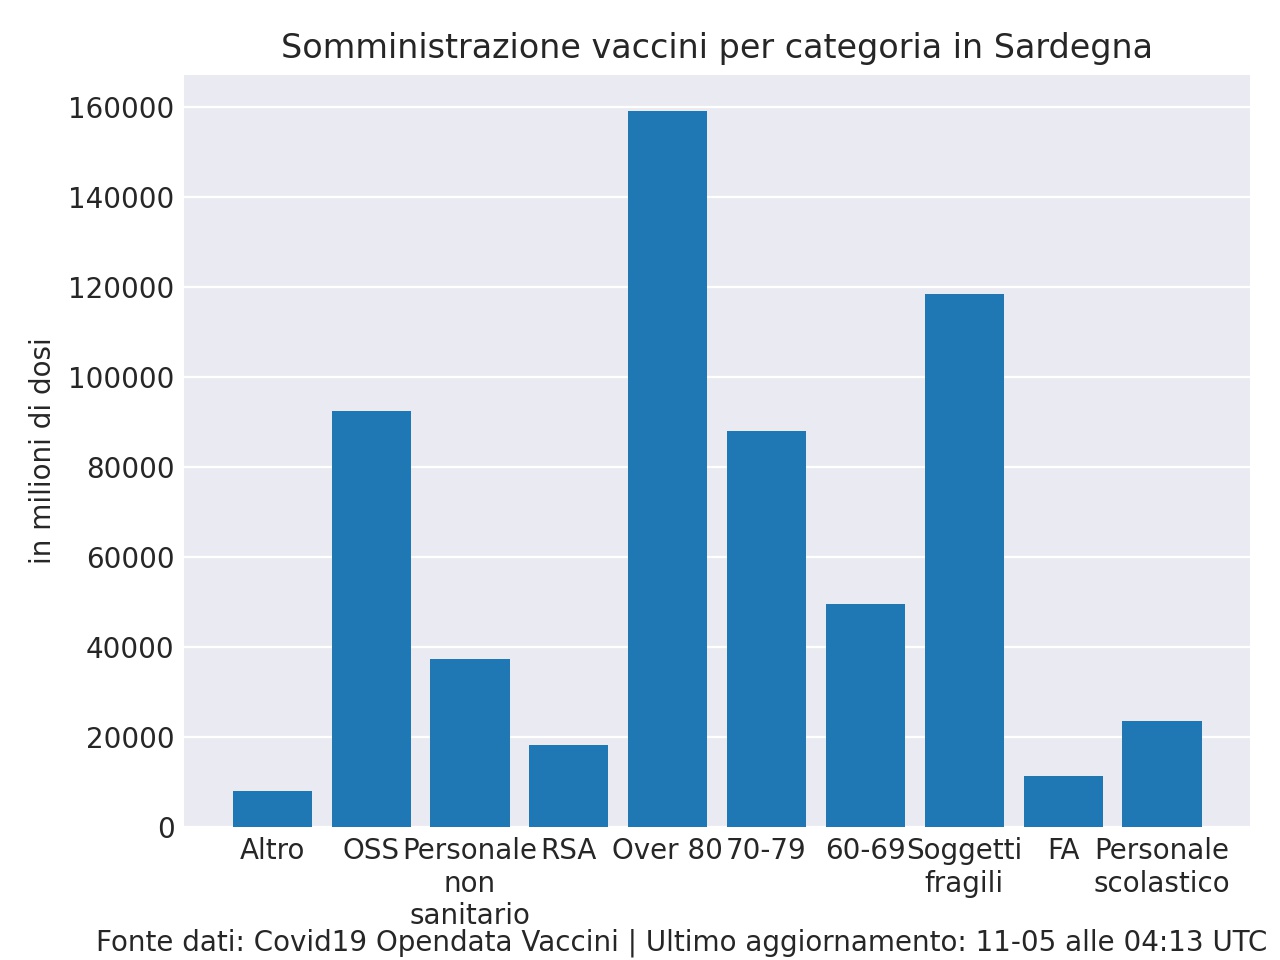 Somministrazione vaccini per categoria in Sardegna
in milioni di dosi
160000
140000
120000
100000
80000
60000
40000
20000
0
Altro
OSS
Personale
non
sanitario
RSA
Over 80
70-79
60-69
Soggetti
fragili
FA
Personale
scolastico
Fonte dati: Covid19 Opendata Vaccini | Ultimo aggiornamento: 11-05 alle 04:13 UTC